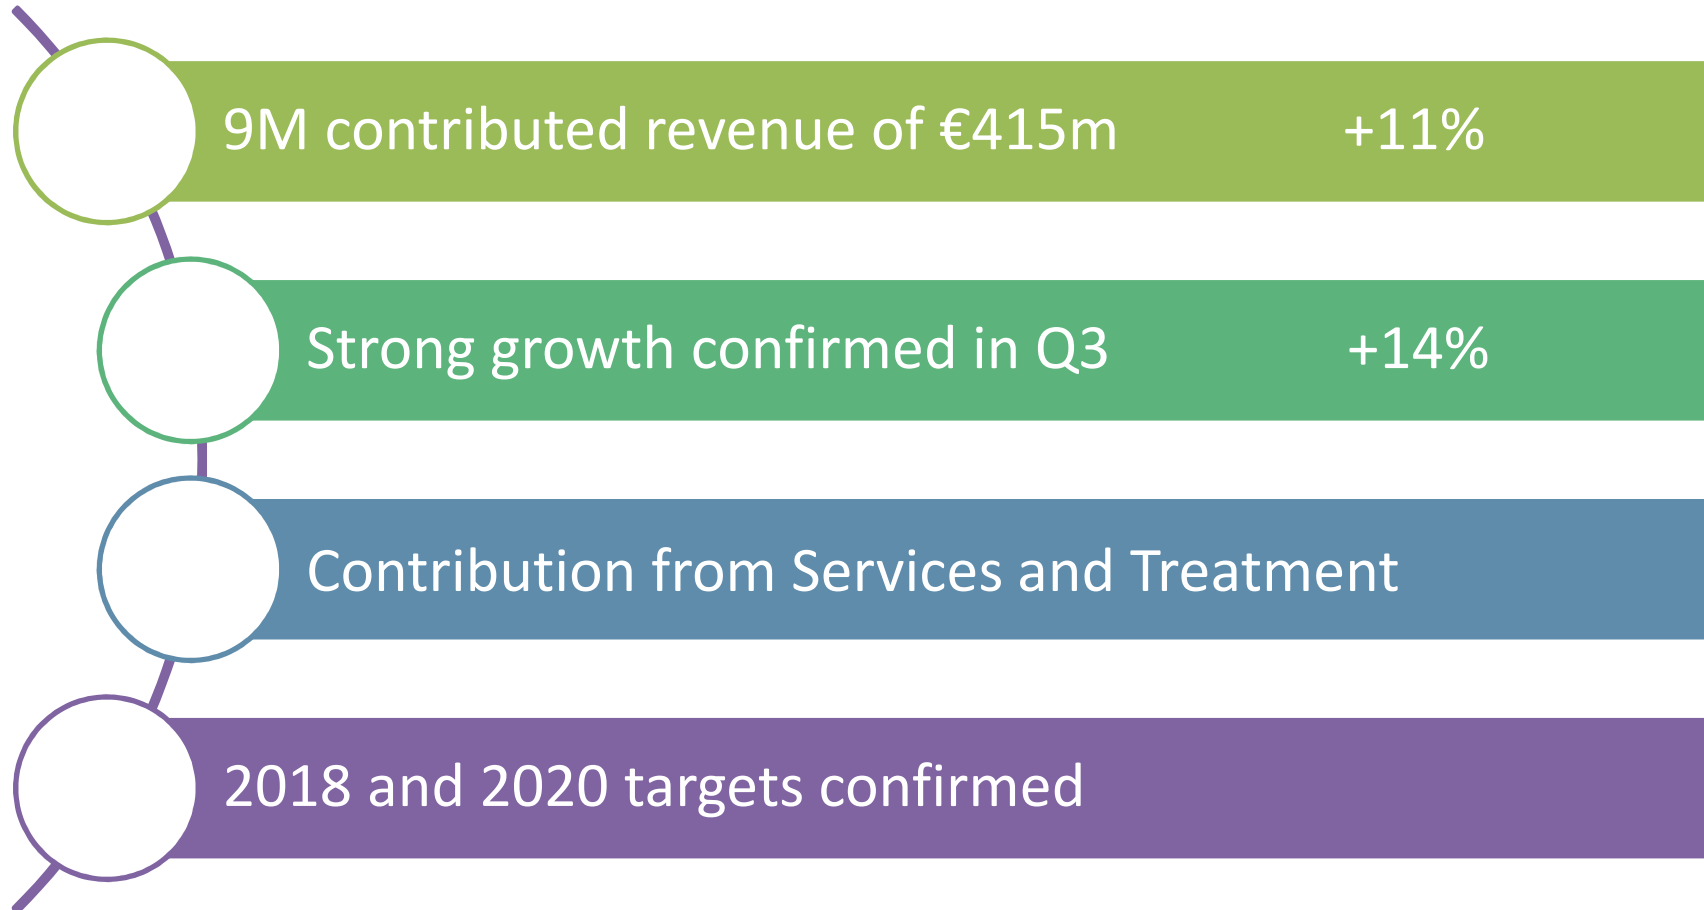 9M contributed revenue of €415m +11%
Strong growth confirmed in Q3 +14%
Contribution from Services and Treatment
2018 and 2020 targets confirmed